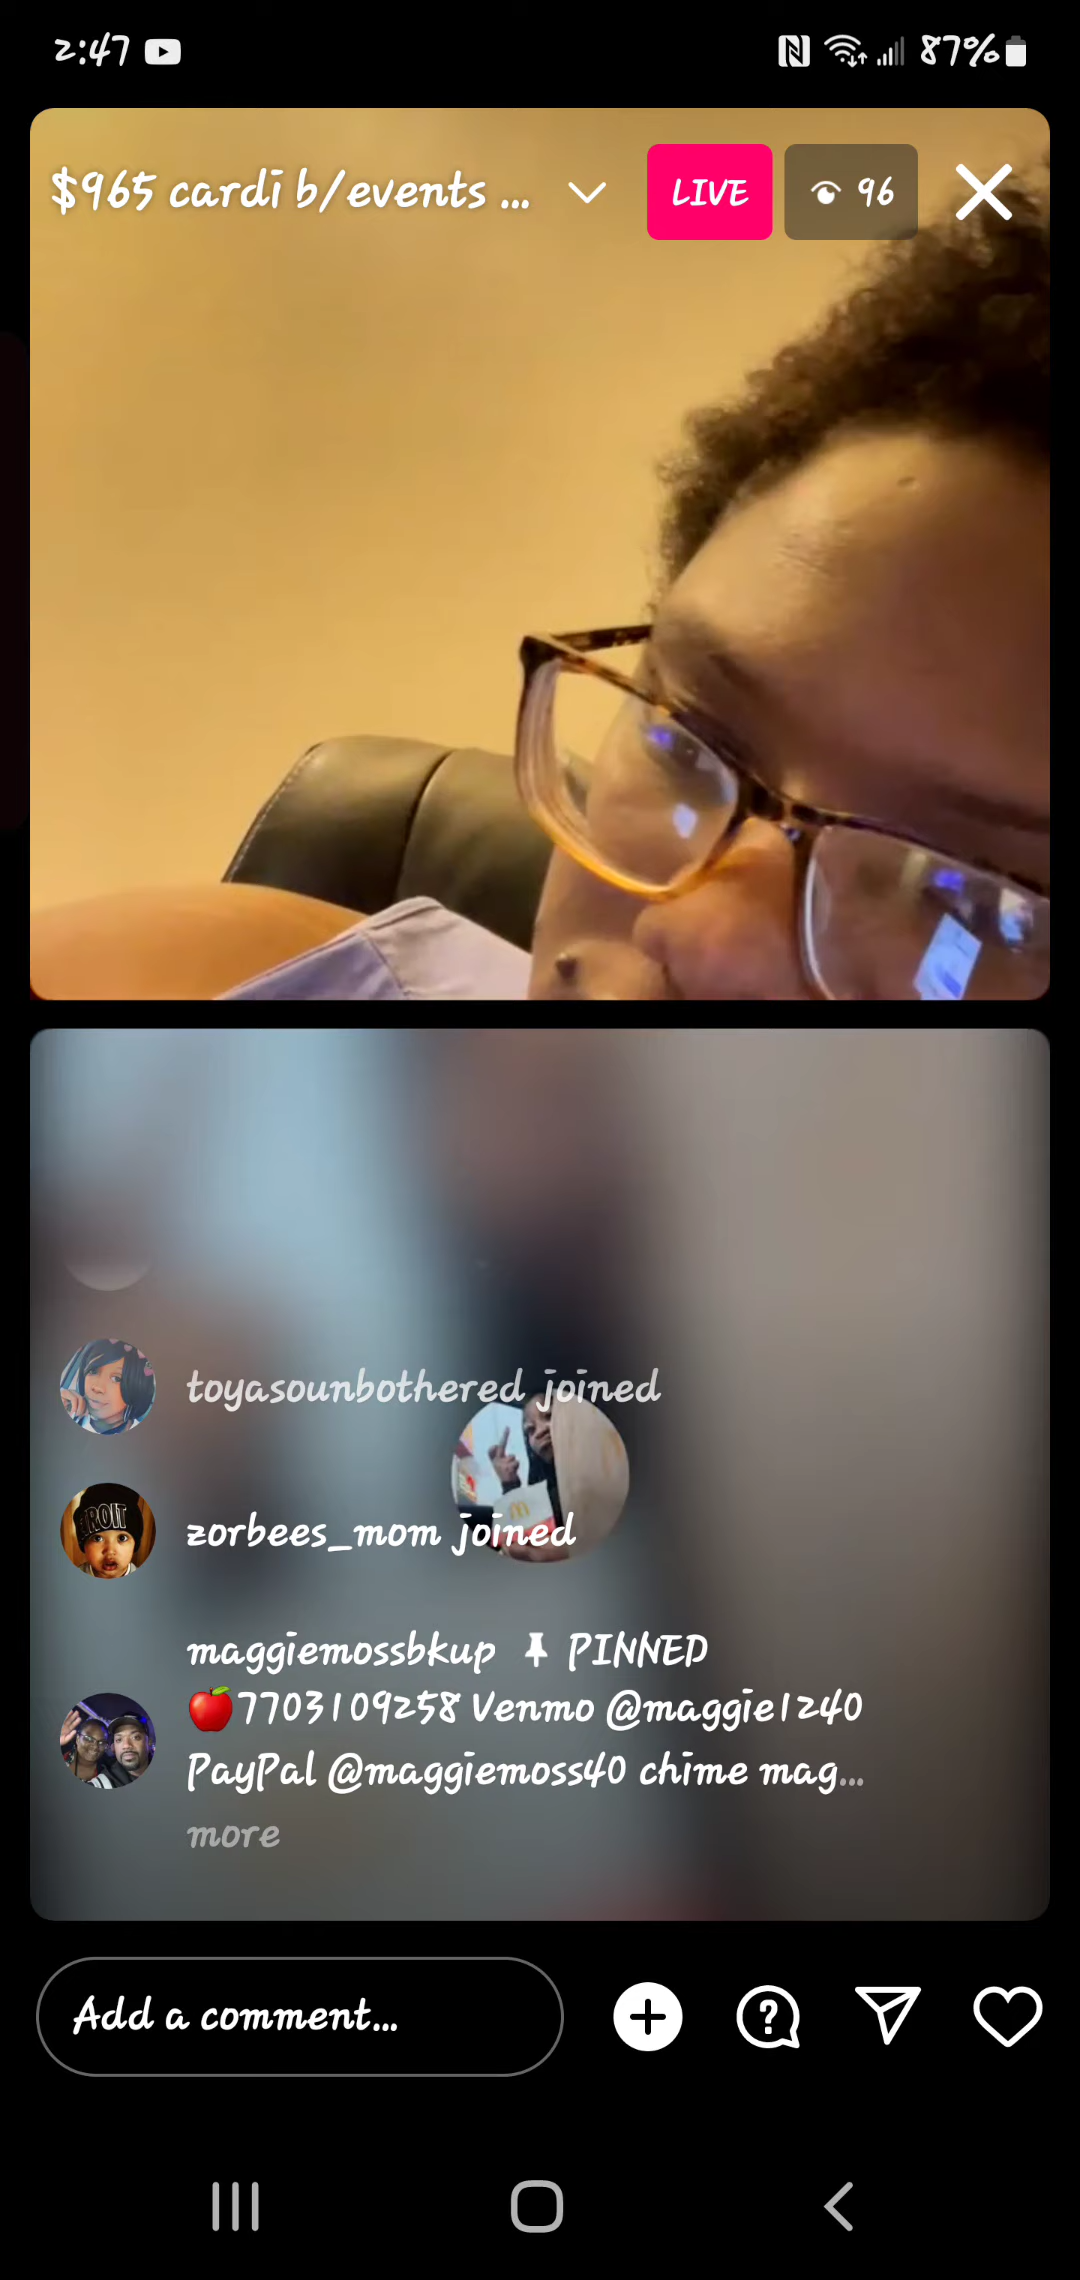 2:47 87%
$965 cardi b/events ... LIVE 96
toyasounbothered joined
ROIT
zorbees_mom joined
maggiemossbkup PINNED
🍎7703109258 Venmo @maggie1240
PayPal @maggiemoss40 chime mag...
more
Add a comment...